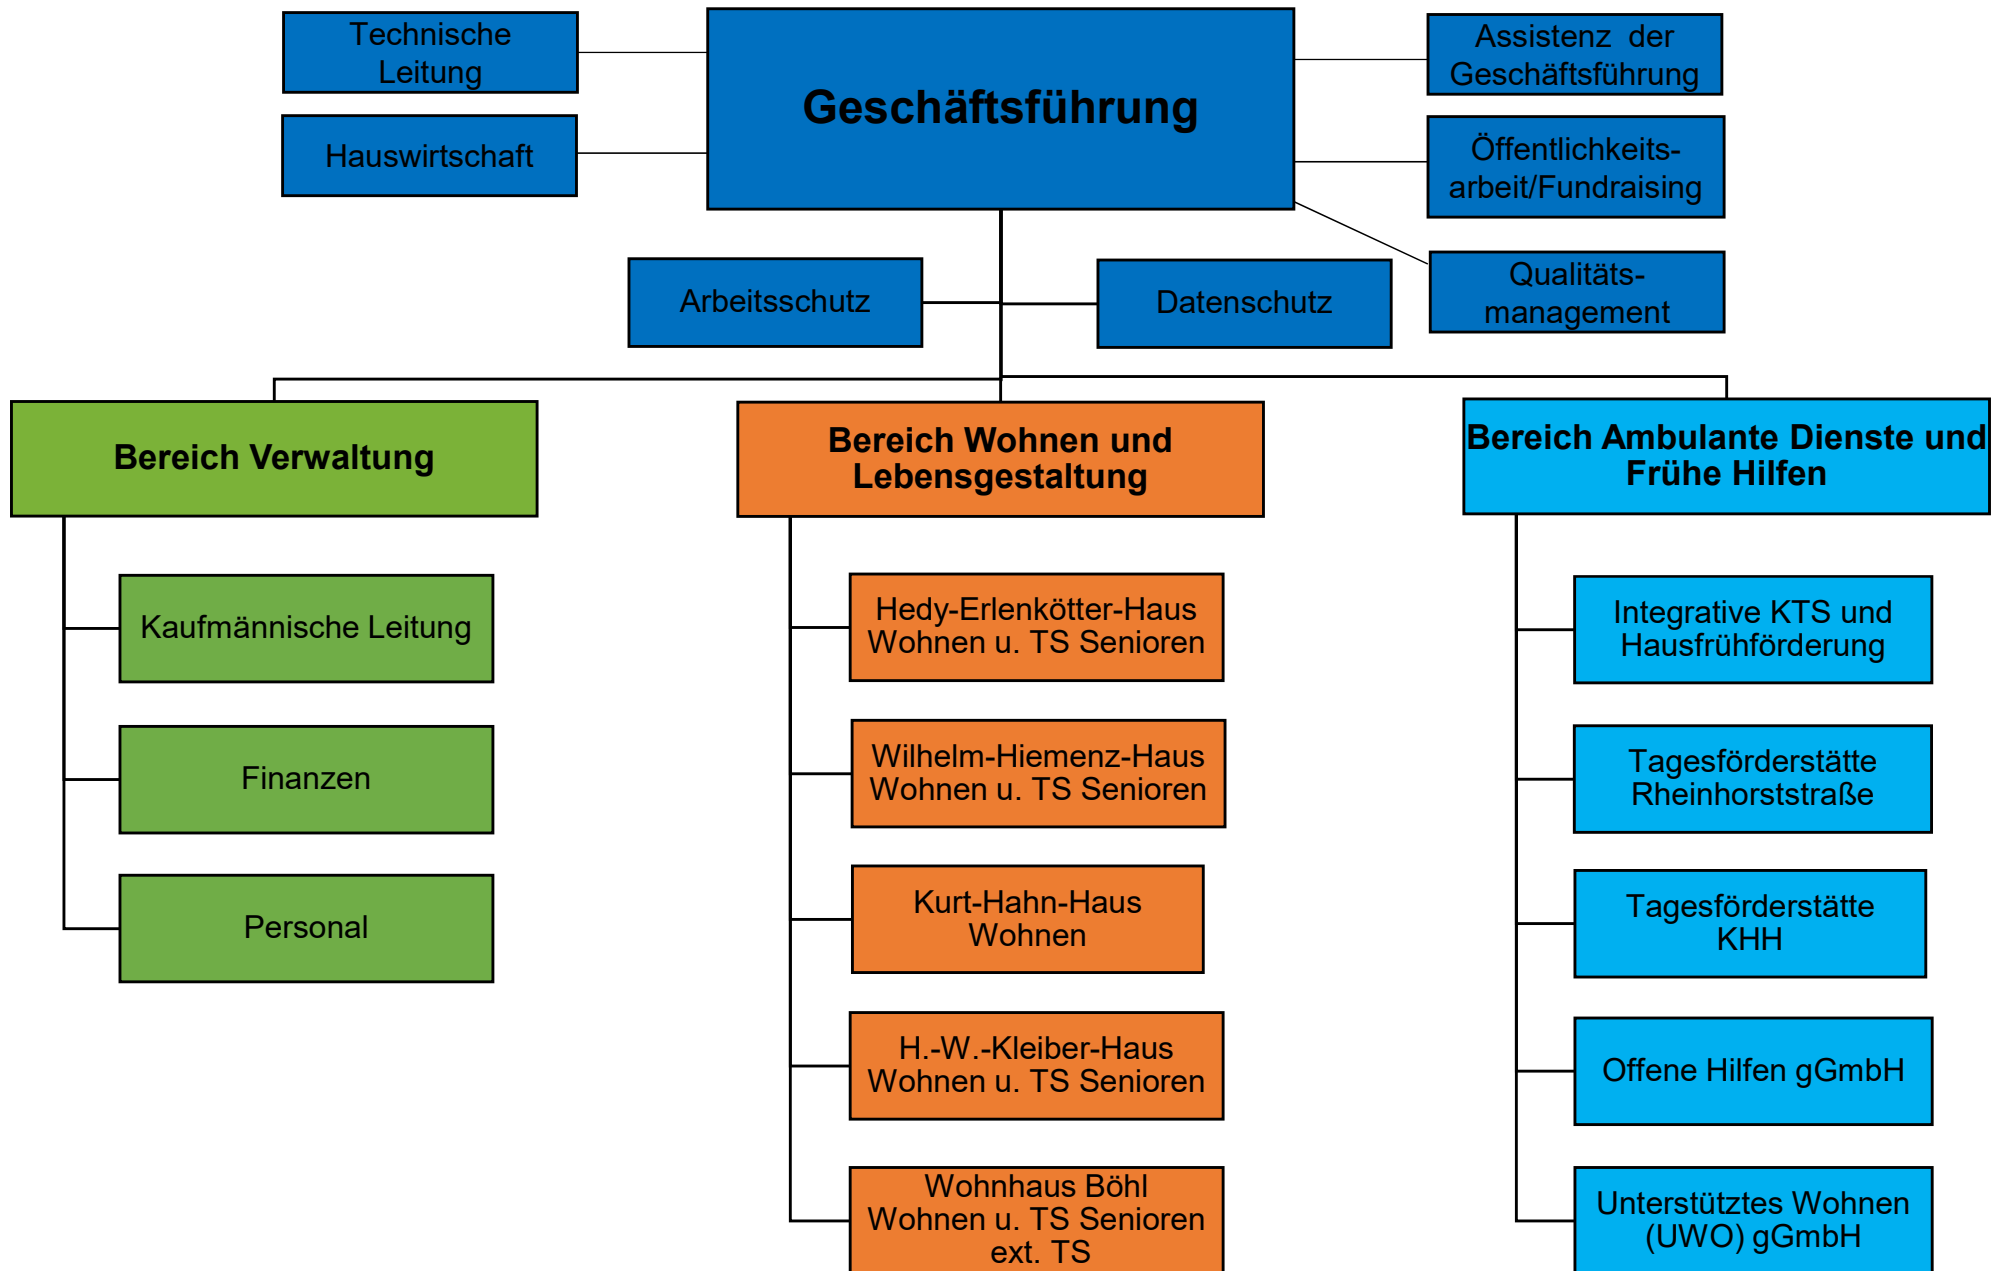 Technische
Leitung
Hauswirtschaft
Geschäftsführung
Assistenz der
Geschäftsführung
Öffentlichkeits-
arbeit/Fundraising
Qualitäts-
management
Arbeitsschutz
Datenschutz
Bereich Verwaltung
Kaufmännische Leitung
Finanzen
Personal
Bereich Wohnen und
Lebensgestaltung
Hedy-Erlenkötter-Haus
Wohnen u. TS Senioren
Wilhelm-Hiemenz-Haus
Wohnen u. TS Senioren
Kurt-Hahn-Haus
Wohnen
H.-W.-Kleiber-Haus
Wohnen u. TS Senioren
Wohnhaus Böhl
Wohnen u. TS Senioren
ext. TS
Bereich Ambulante Dienste und
Frühe Hilfen
Integrative KTS und
Hausfrühförderung
Tagesförderstätte
Rheinhorststraße
Tagesförderstätte
KHH
Offene Hilfen gGmbH
Unterstütztes Wohnen
(UWO) gGmbH